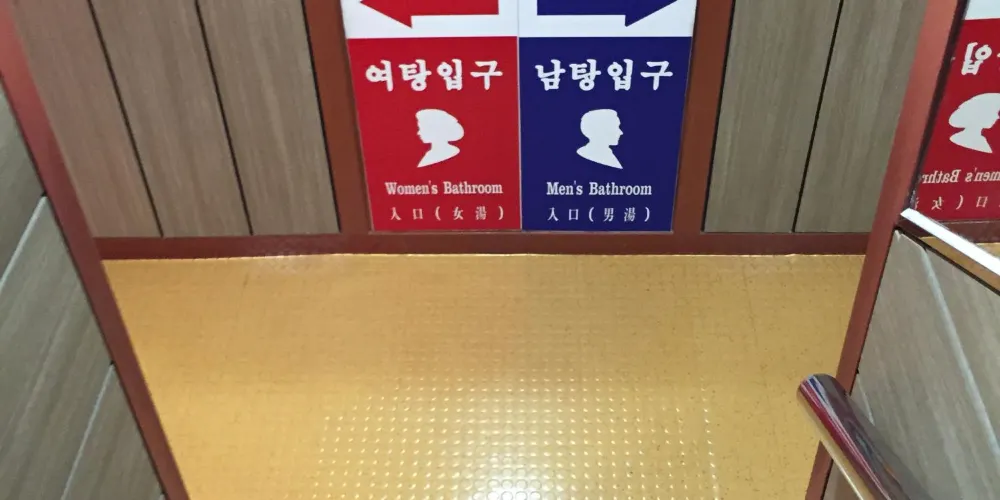 여탕입구
Women's Bathroom
入口(女湯)
남탕입구
Men's Bathroom
入口(男湯)